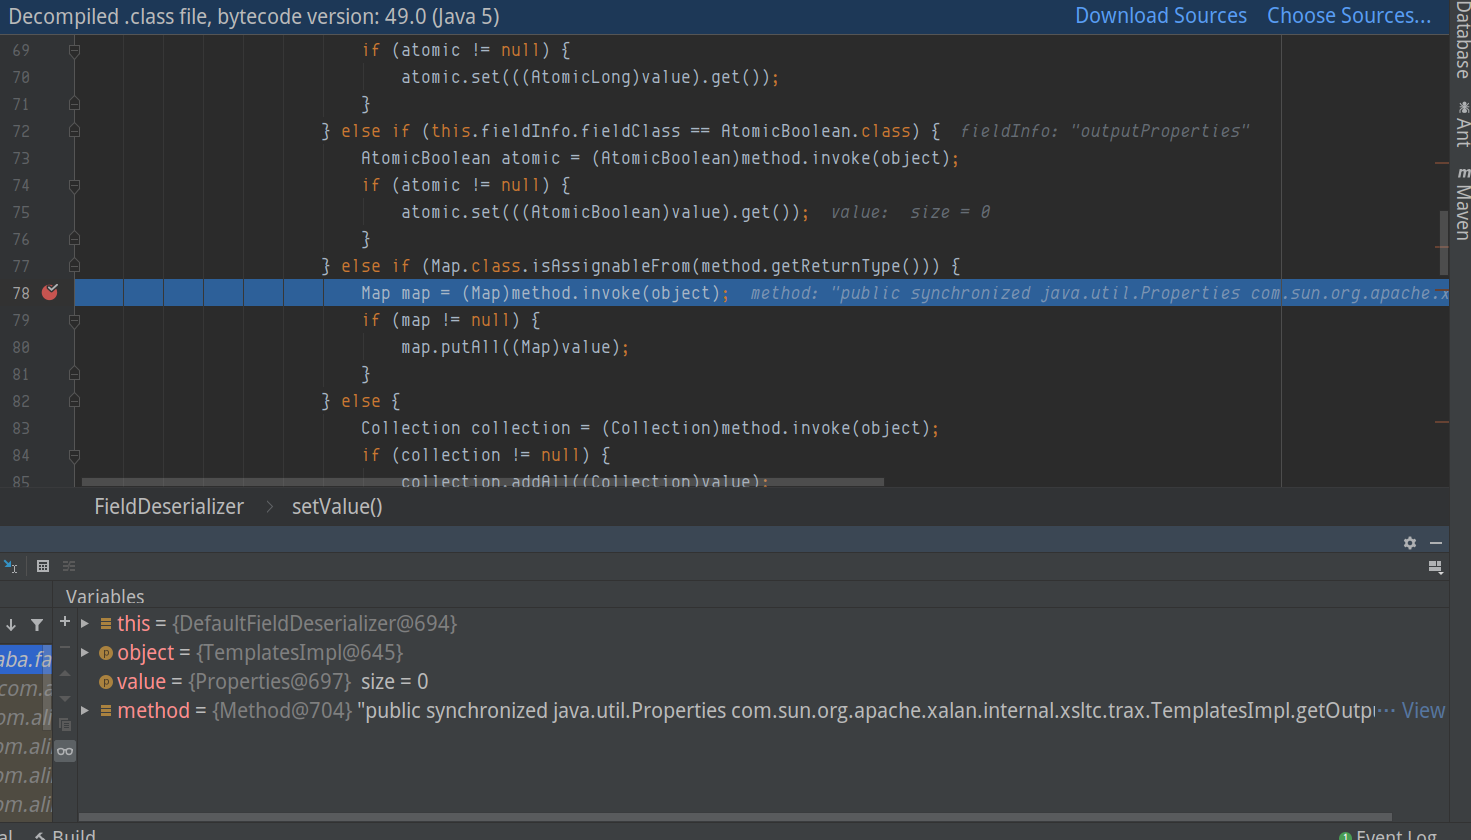 Decompiled .class file, bytecode version: 49.0 (Java 5)
Download Sources
Choose Sources...
69 if (atomic != null) {
70 atomic.set(((AtomicLong)value).get());
71 }
72 } else if (this.fieldInfo.fieldClass == AtomicBoolean.class) { fieldInfo: "outputProperties"
73 AtomicBoolean atomic = (AtomicBoolean)method.invoke(object);
74 if (atomic != null) {
75 atomic.set(((AtomicBoolean)value).get()); value: size = 0
76 }
77 } else if (Map.class.isAssignableFrom(method.getReturnType())) {
78 Map map = (Map)method.invoke(object); method: "public synchronized java.util.Properties com.sun.org.apache.x
79 if (map != null) {
80 map.putAll((Map)value);
81 }
82 } else {
83 Collection collection = (Collection)method.invoke(object);
84 if (collection != null) {
85 collection.addAll((Collection)value);
FieldDeserializer
setValue()
Variables
this = {DefaultFieldDeserializer@694}
object = {TemplatesImpl@645}
value = {Properties@697} size = 0
method = {Method@704} "public synchronized java.util.Properties com.sun.org.apache.xalan.internal.xsltc.trax.TemplatesImpl.getOutpu ... View
aba.fa
com.a
om.ali
om.ali
om.ali
om.ali
al
Build
1 Event Log
Database
Ant
m Maven